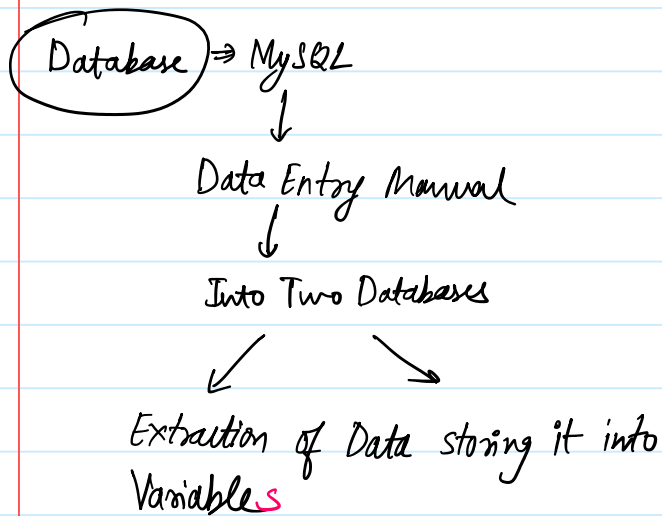 Database ⇒ MySQL
Data Entry Manual
Into Two Databases
Extraction of Data storing it into
Variables